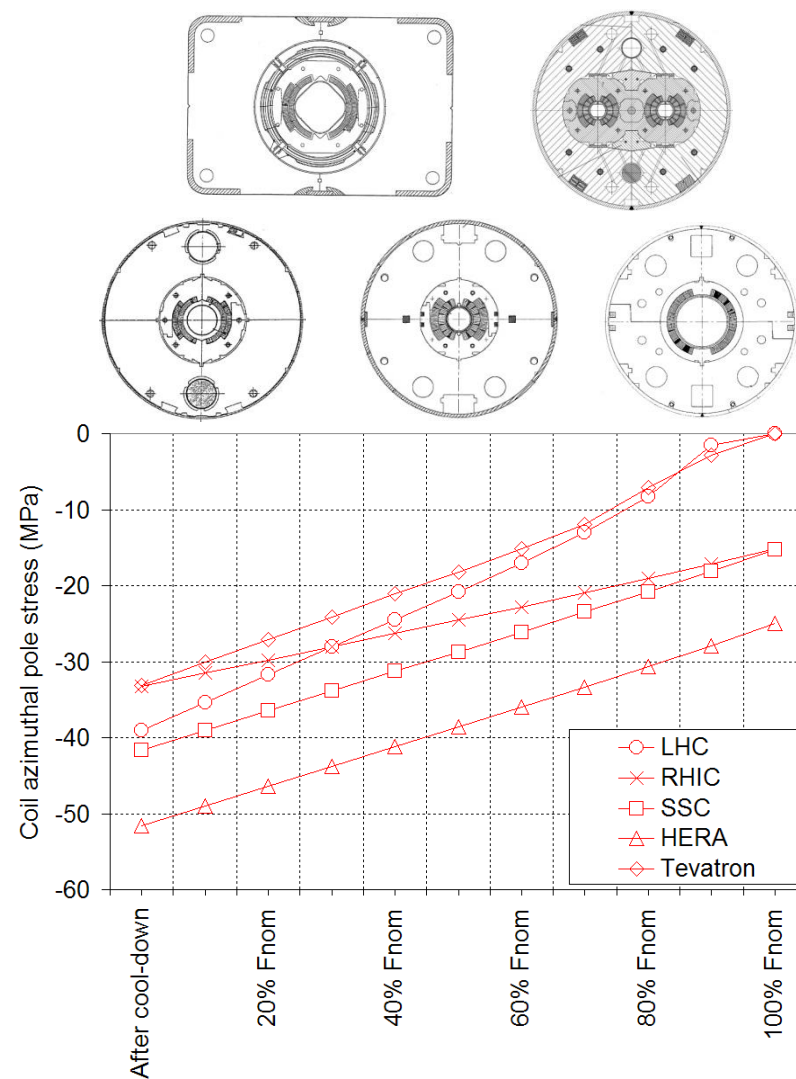 0
-10
-20
-30
-40
-50
-60
Coil azimuthal pole stress (MPa)
LHC
RHIC
SSC
HERA
Tevatron
After cool-down
20% Fnom
40% Fnom
60% Fnom
80% Fnom
100% Fnom